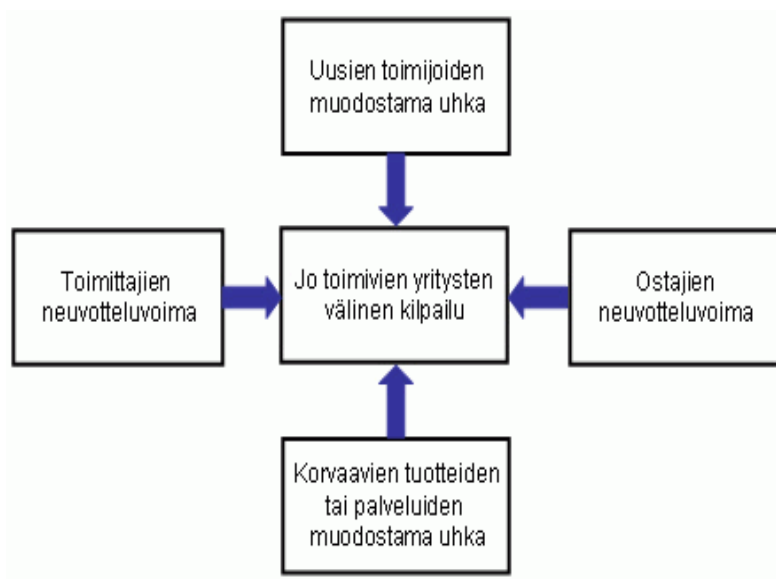 Uusien toimijoiden
muodostama uhka
Toimittajien
neuvotteluvoima
Jo toimivien yritysten
välinen kilpailu
Ostajien
neuvotteluvoima
Korvaavien tuotteiden
tai palveluiden
muodostama uhka